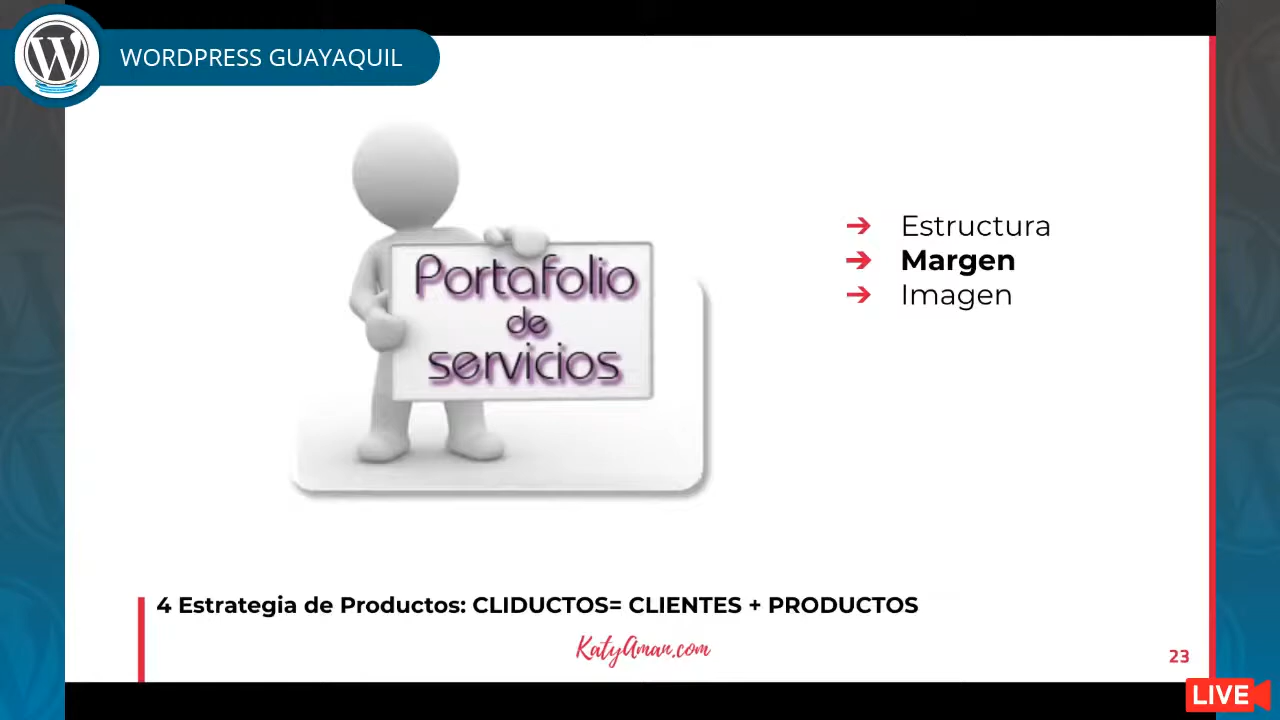 WORDPRESS GUAYAQUIL
Portafolio
de
servicios
➔ Estructura
➔ Margen
➔ Imagen
4 Estrategia de Productos: CLIDUCTOS= CLIENTES + PRODUCTOS
KatyAman.com
23
LIVE